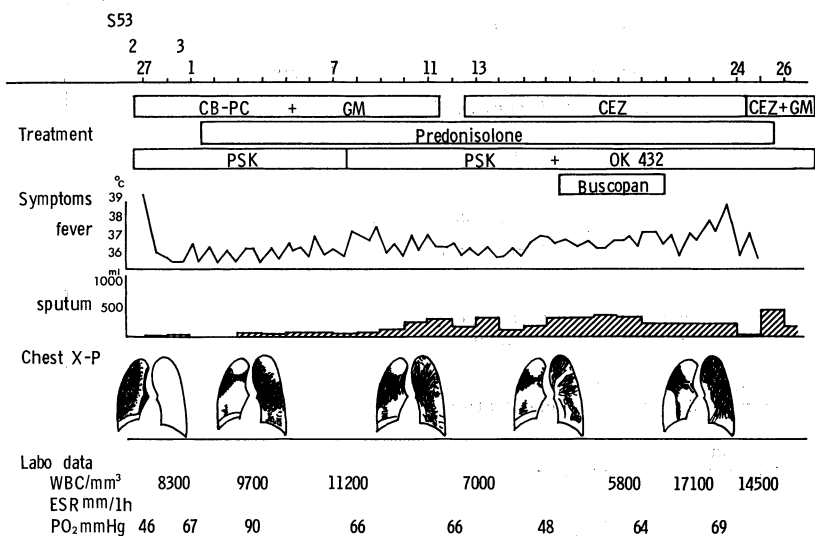 S53
2 3
27 1 7 11 13 24 26
CB-PC + GM CEZ CEZ+GM
Treatment Predonisolone
PSK PSK + OK 432
Buscopan
Symptoms
fever
°c
39
38
37
36
ml
1000
500
sputum
Chest X-P
Labo data
WBC/mm³ 8300 9700 11200 7000 5800 17100 14500
ESR mm/1h
PO₂mmHg 46 67 90 66 66 48 64 69